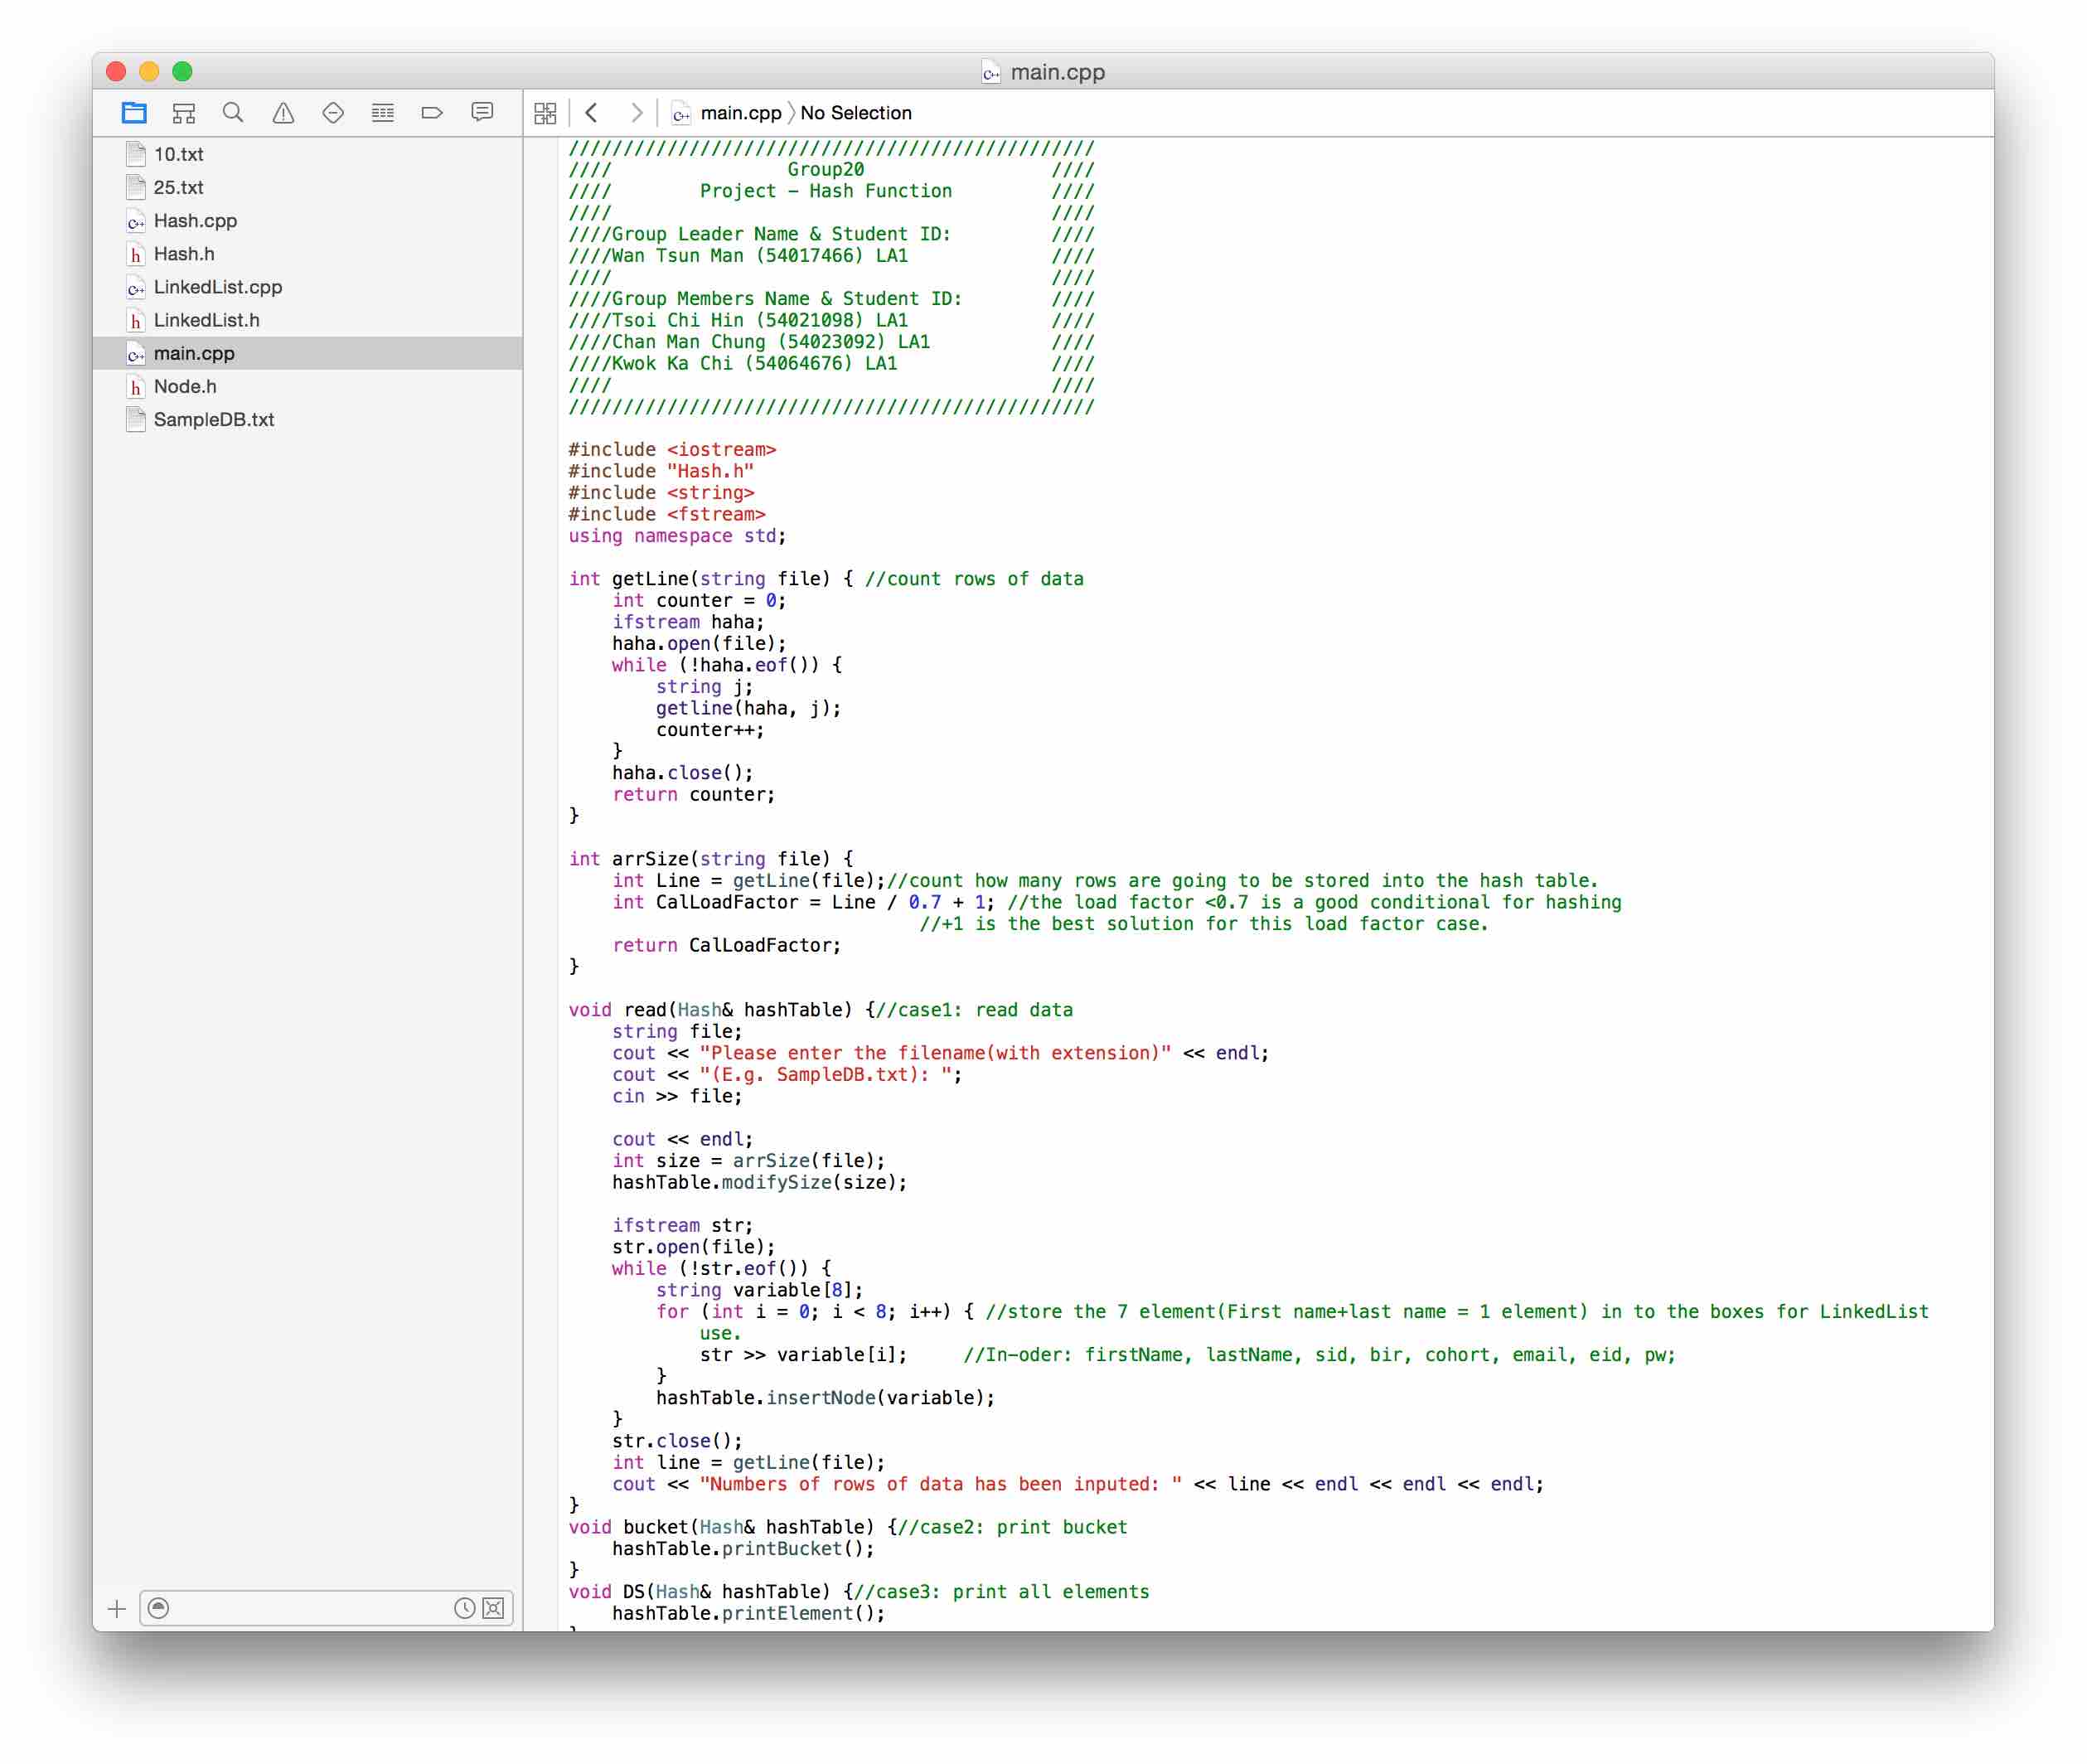 main.cpp
main.cpp 〉No Selection
10.txt
25.txt
Hash.cpp
Hash.h
LinkedList.cpp
LinkedList.h
main.cpp
Node.h
SampleDB.txt
////////////////////////////////////////////////
////                Group20                 ////
////        Project - Hash Function         ////
////                                        ////
////Group Leader Name & Student ID:         ////
////Wan Tsun Man (54017466) LA1             ////
////                                        ////
////Group Members Name & Student ID:        ////
////Tsoi Chi Hin (54021098) LA1             ////
////Chan Man Chung (54023092) LA1           ////
////Kwok Ka Chi (54064676) LA1              ////
////                                        ////
////////////////////////////////////////////////
#include <iostream>
#include "Hash.h"
#include <string>
#include <fstream>
using namespace std;
int getLine(string file) { //count rows of data
    int counter = 0;
    ifstream haha;
    haha.open(file);
    while (!haha.eof()) {
        string j;
        getline(haha, j);
        counter++;
    }
    haha.close();
    return counter;
}
int arrSize(string file) {
    int Line = getLine(file);//count how many rows are going to be stored into the hash table.
    int CalLoadFactor = Line / 0.7 + 1; //the load factor <0.7 is a good conditional for hashing
                                //+1 is the best solution for this load factor case.
    return CalLoadFactor;
}
void read(Hash& hashTable) {//case1: read data
    string file;
    cout << "Please enter the filename(with extension)" << endl;
    cout << "(E.g. SampleDB.txt): ";
    cin >> file;
    cout << endl;
    int size = arrSize(file);
    hashTable.modifySize(size);
    ifstream str;
    str.open(file);
    while (!str.eof()) {
        string variable[8];
        for (int i = 0; i < 8; i++) { //store the 7 element(First name+last name = 1 element) in to the boxes for LinkedList
            use.
            str >> variable[i];     //In-oder: firstName, lastName, sid, bir, cohort, email, eid, pw;
        }
        hashTable.insertNode(variable);
    }
    str.close();
    int line = getLine(file);
    cout << "Numbers of rows of data has been inputed: " << line << endl << endl << endl;
}
void bucket(Hash& hashTable) {//case2: print bucket
    hashTable.printBucket();
}
void DS(Hash& hashTable) {//case3: print all elements
    hashTable.printElement();